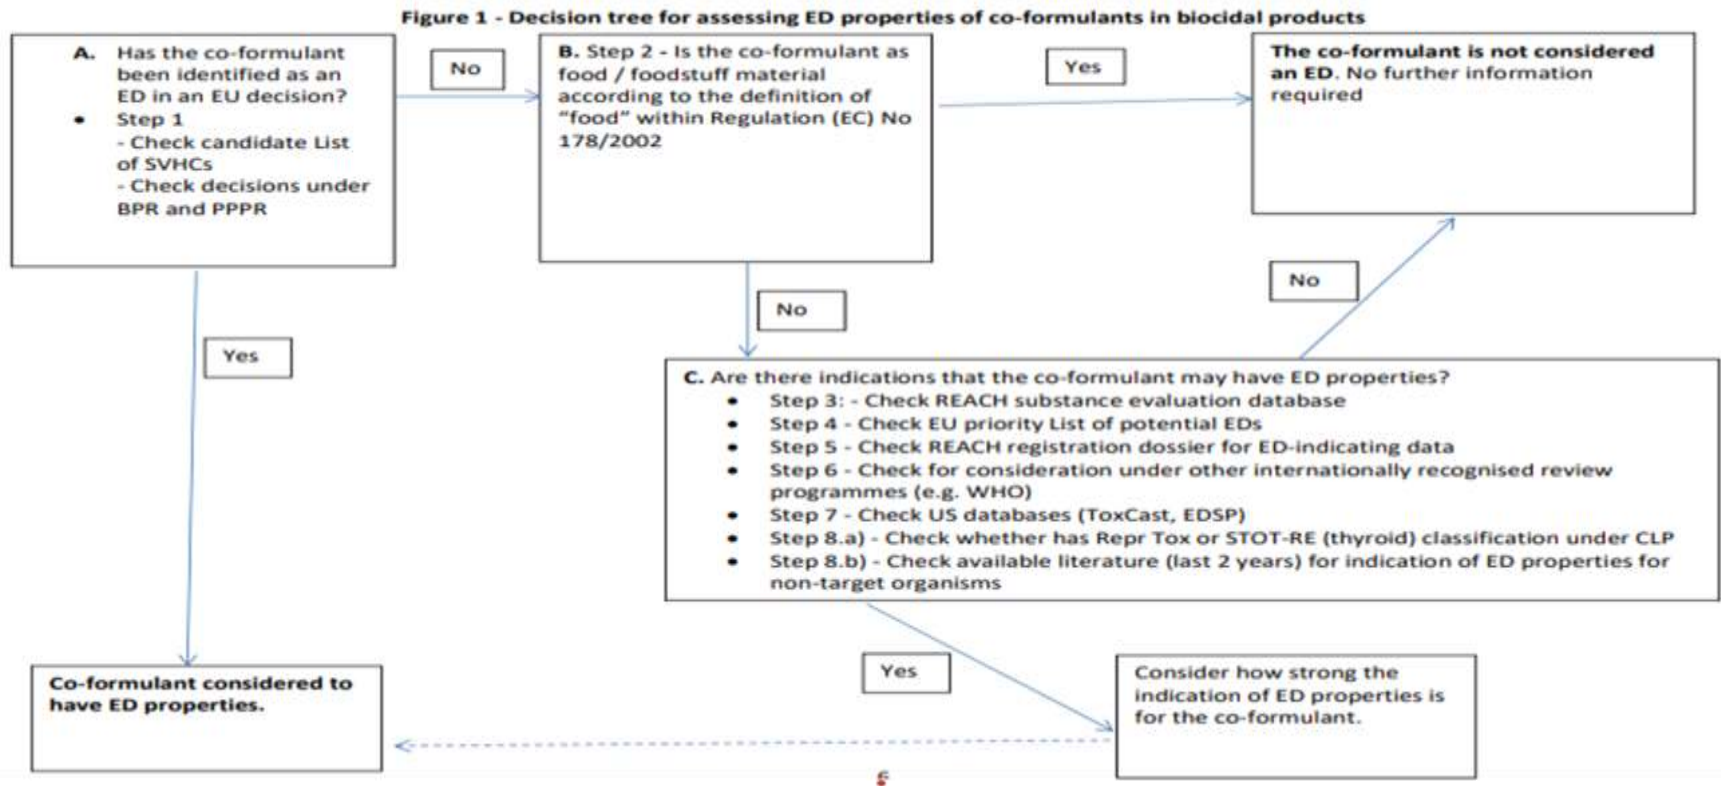 Figure 1 - Decision tree for assessing ED properties of co-formulants in biocidal products
A. Has the co-formulant
been identified as an
ED in an EU decision?
• Step 1
- Check candidate List
of SVHCs
- Check decisions under
BPR and PPPR
No
B. Step 2 - Is the co-formulant as
food / foodstuff material
according to the definition of
“food” within Regulation (EC) No
178/2002
Yes
The co-formulant is not considered
an ED. No further information
required
No
No
Yes
C. Are there indications that the co-formulant may have ED properties?
• Step 3: - Check REACH substance evaluation database
• Step 4 - Check EU priority List of potential EDs
• Step 5 - Check REACH registration dossier for ED-indicating data
• Step 6 - Check for consideration under other internationally recognised review
programmes (e.g. WHO)
• Step 7 - Check US databases (ToxCast, EDSP)
• Step 8.a) - Check whether has Repr Tox or STOT-RE (thyroid) classification under CLP
• Step 8.b) - Check available literature (last 2 years) for indication of ED properties for
non-target organisms
Yes
Co-formulant considered to
have ED properties.
Consider how strong the
indication of ED properties is
for the co-formulant.